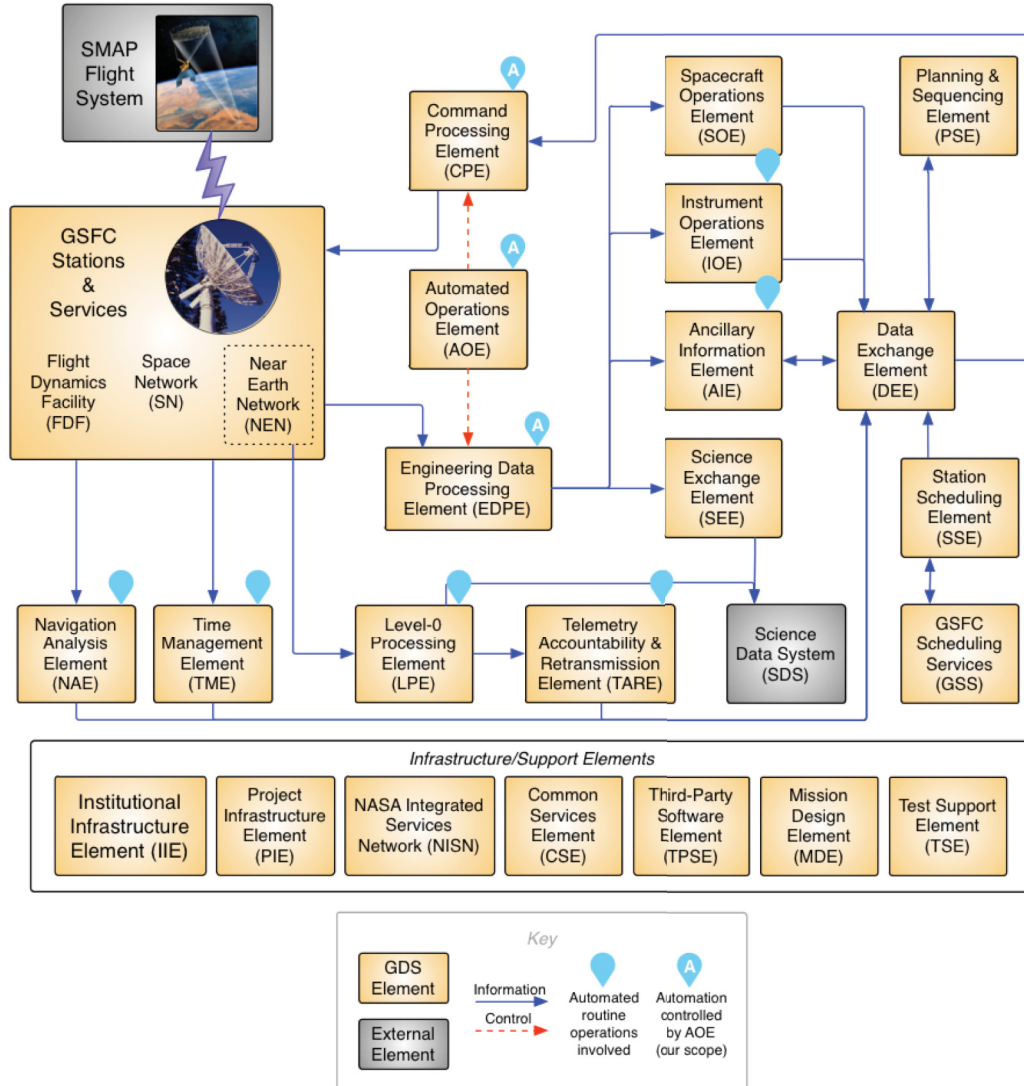 SMAP
Flight
System
A
Command
Processing
Element
(CPE)
Spacecraft
Operations
Element
(SOE)
Planning &
Sequencing
Element
(PSE)
GSFC
Stations
&
Services
Flight
Dynamics
Facility
(FDF)
Space
Network
(SN)
Near
Earth
Network
(NEN)
A
Automated
Operations
Element
(AOE)
Instrument
Operations
Element
(IOE)
Ancillary
Information
Element
(AIE)
Data
Exchange
Element
(DEE)
A
Engineering Data
Processing
Element (EDPE)
Science
Exchange
Element
(SEE)
Station
Scheduling
Element
(SSE)
Navigation
Analysis
Element
(NAE)
Time
Management
Element
(TME)
Level-0
Processing
Element
(LPE)
Telemetry
Accountability &
Retransmission
Element (TARE)
Science
Data System
(SDS)
GSFC
Scheduling
Services
(GSS)
Infrastructure/Support Elements
Institutional
Infrastructure
Element (IIE)
Project
Infrastructure
Element
(PIE)
NASA Integrated
Services
Network (NISN)
Common
Services
Element
(CSE)
Third-Party
Software
Element
(TPSE)
Mission
Design
Element
(MDE)
Test Support
Element
(TSE)
Key
GDS
Element
External
Element
Information
Control
Automated
routine
operations
involved
A
Automation
controlled
by AOE
(our scope)